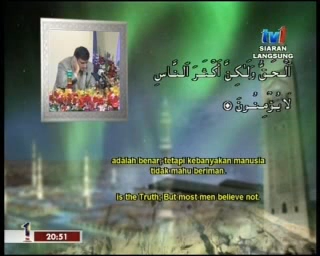 tv1
SIARAN
LANGSUNG
ٱلْحَقُّ وَلَٰكِنَّ أَكْثَرَ ٱلنَّاسِ
لَا يُؤْمِنُونَ
adalah benar; tetapi kebanyakan manusia
tidak mahu beriman.
Is the Truth. But most men believe not.
1
20:51